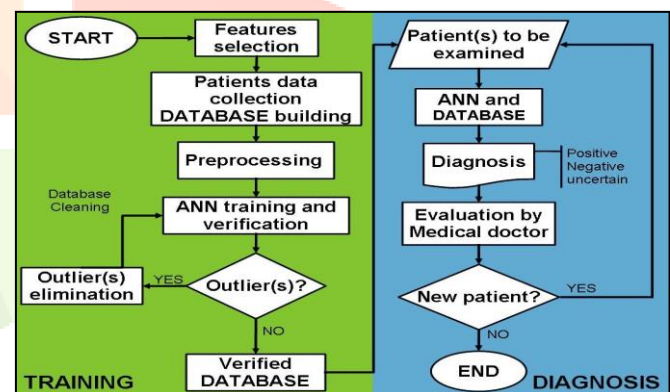 START
Features
selection
Patients data
collection
DATABASE building
Preprocessing
Database
Cleaning
ANN training and
verification
Outlier(s)
elimination
YES
Outlier(s)?
NO
Verified
DATABASE
TRAINING
Patient(s) to be
examined
ANN and
DATABASE
Diagnosis
Positive
Negative
uncertain
Evaluation by
Medical doctor
New patient?
YES
NO
END
DIAGNOSIS